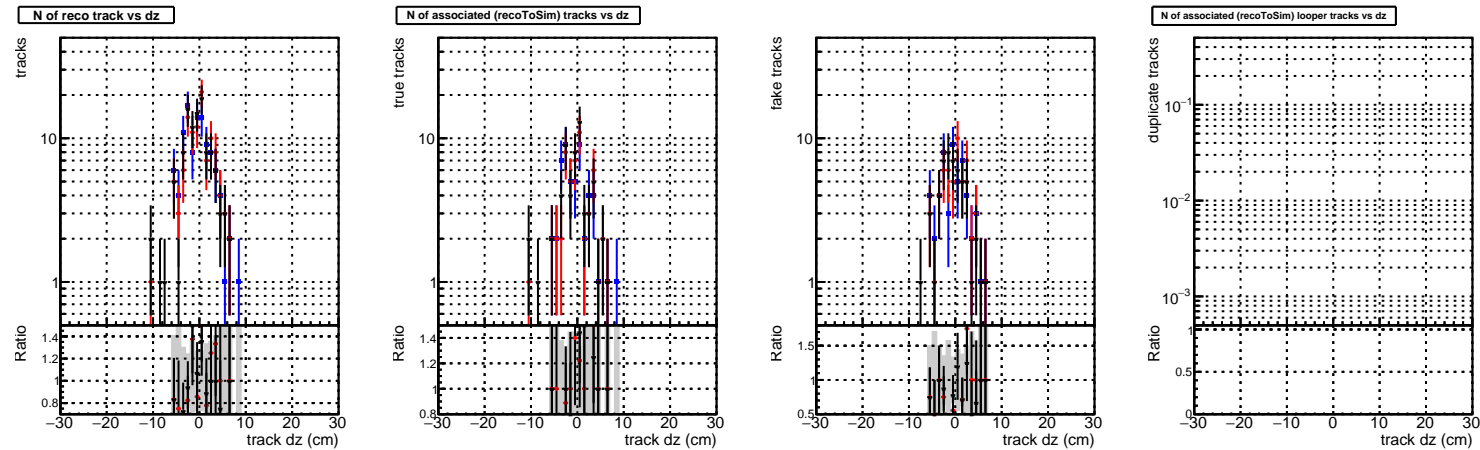 N of reco track vs dz
tracks
10
1
Ratio
1.4
1.2
1
0.8
−30 −20 −10 0 10 20 30
track dz (cm)
N of associated (recoToSim) tracks vs dz
true tracks
10
1
Ratio
1.4
1.2
1
0.8
−30 −20 −10 0 10 20 30
track dz (cm)
fake tracks
10
1
Ratio
1.5
1
0.5
−30 −20 −10 0 10 20 30
track dz (cm)
N of associated (recoToSim) looper tracks vs dz
duplicate tracks
10−1
10−2
10−3
Ratio
1
0.5
0
−30 −20 −10 0 10 20 30
track dz (cm)